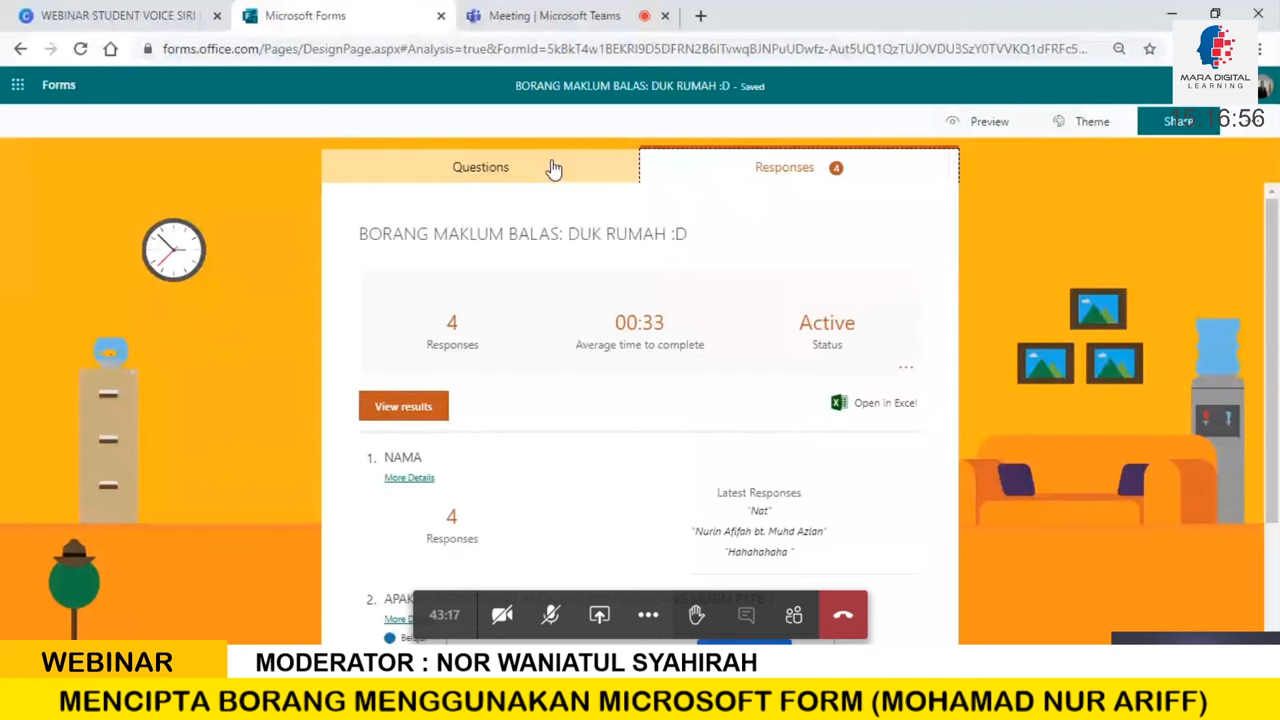 WEBINAR STUDENT VOICE SIRI
Microsoft Forms
Meeting | Microsoft Teams
forms.office.com/Pages/DesignPage.aspx#Analysis=true&FormId=
MARA DIGITAL
LEARNING
Forms
BORANG MAKLUM BALAS: DUK RUMAH :D - Saved
Preview
Theme
Share
16:56
Questions
Responses 4
BORANG MAKLUM BALAS: DUK RUMAH :D
4
Responses
00:33
Average time to complete
Active
Status
...
View results
Open in Excel
1. NAMA
More Details
4
Responses
Latest Responses
"Nat"
"Nurin Afifah bt. Muhd Azlan"
"Hahahahaha "
2.
43:17
WEBINAR
MODERATOR : NOR WANIATUL SYAHIRAH
MENCIPTA BORANG MENGGUNAKAN MICROSOFT FORM (MOHAMAD NUR ARIFF)